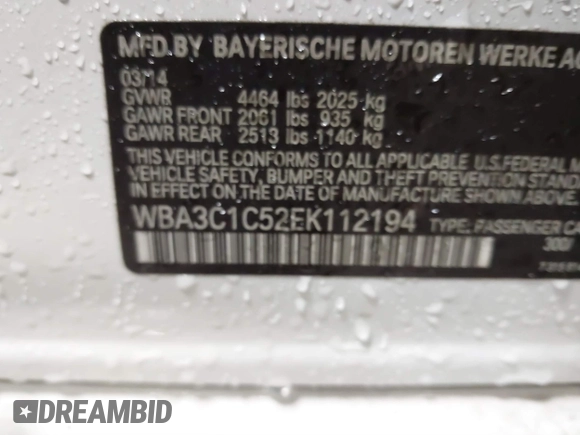 MFD.BY BAYERISCHE MOTOREN WERKE AG
03/14
GVWR 4464 lbs 2025 kg
GAWR FRONT 2061 lbs 935 kg
GAWR REAR 2513 lbs 1140 kg
THIS VEHICLE CONFORMS TO ALL APPLICABLE U.S. FEDERAL M
VEHICLE SAFETY, BUMPER AND THEFT PREVENTION STANDA
IN EFFECT ON THE DATE OF MANUFACTURE SHOWN ABOVE.
WBA3C1C52EK112194 TYPE: PASSENGER CA
DREAMBID